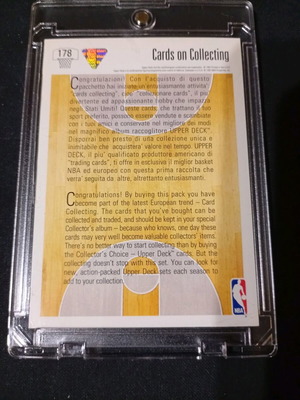 178
Cards on Collecting
Congratulazioni! Con l'acquisto di questo
pacchetto hai iniziato un'entusiasmante attività:
"cards collecting", cioè "collezionare cards", il più
divertente ed appassionante hobby che imparza
negli Stati Uniti! Queste cards, che trattano il tuo
sport preferito, possono essere vendute e scambiate
con i tuoi amici e conservate nel migliore dei modi
nel magnifico album raccoglitore UPPER DECK".
Disporrai ben presto di una collezione unica e
inimitabile che acquisterà valore nel tempo. UPPER
DECK, il piu' qualificato produttore americano di
"trading cards", ti offre in esclusiva il miglior basket
NBA ed europeo con questa prima raccolta che
verra' seguita da altre, altrettanto entusiasmanti.
Congratulations! By buying this pack you have
become part of the latest European trend – Card
Collecting. The cards that you've bought can be
collected and traded, and should be kept in your special
Collector's album – because who knows, one day these
cards may very well become valuable collectors' items.
There's no better way to start collecting than by buying
the Collector's Choice – Upper Deck cards. But the
collecting doesn't stop with this set. You can look for
new, action-packed Upper Deck sets each season to
add to your collection.
NBA